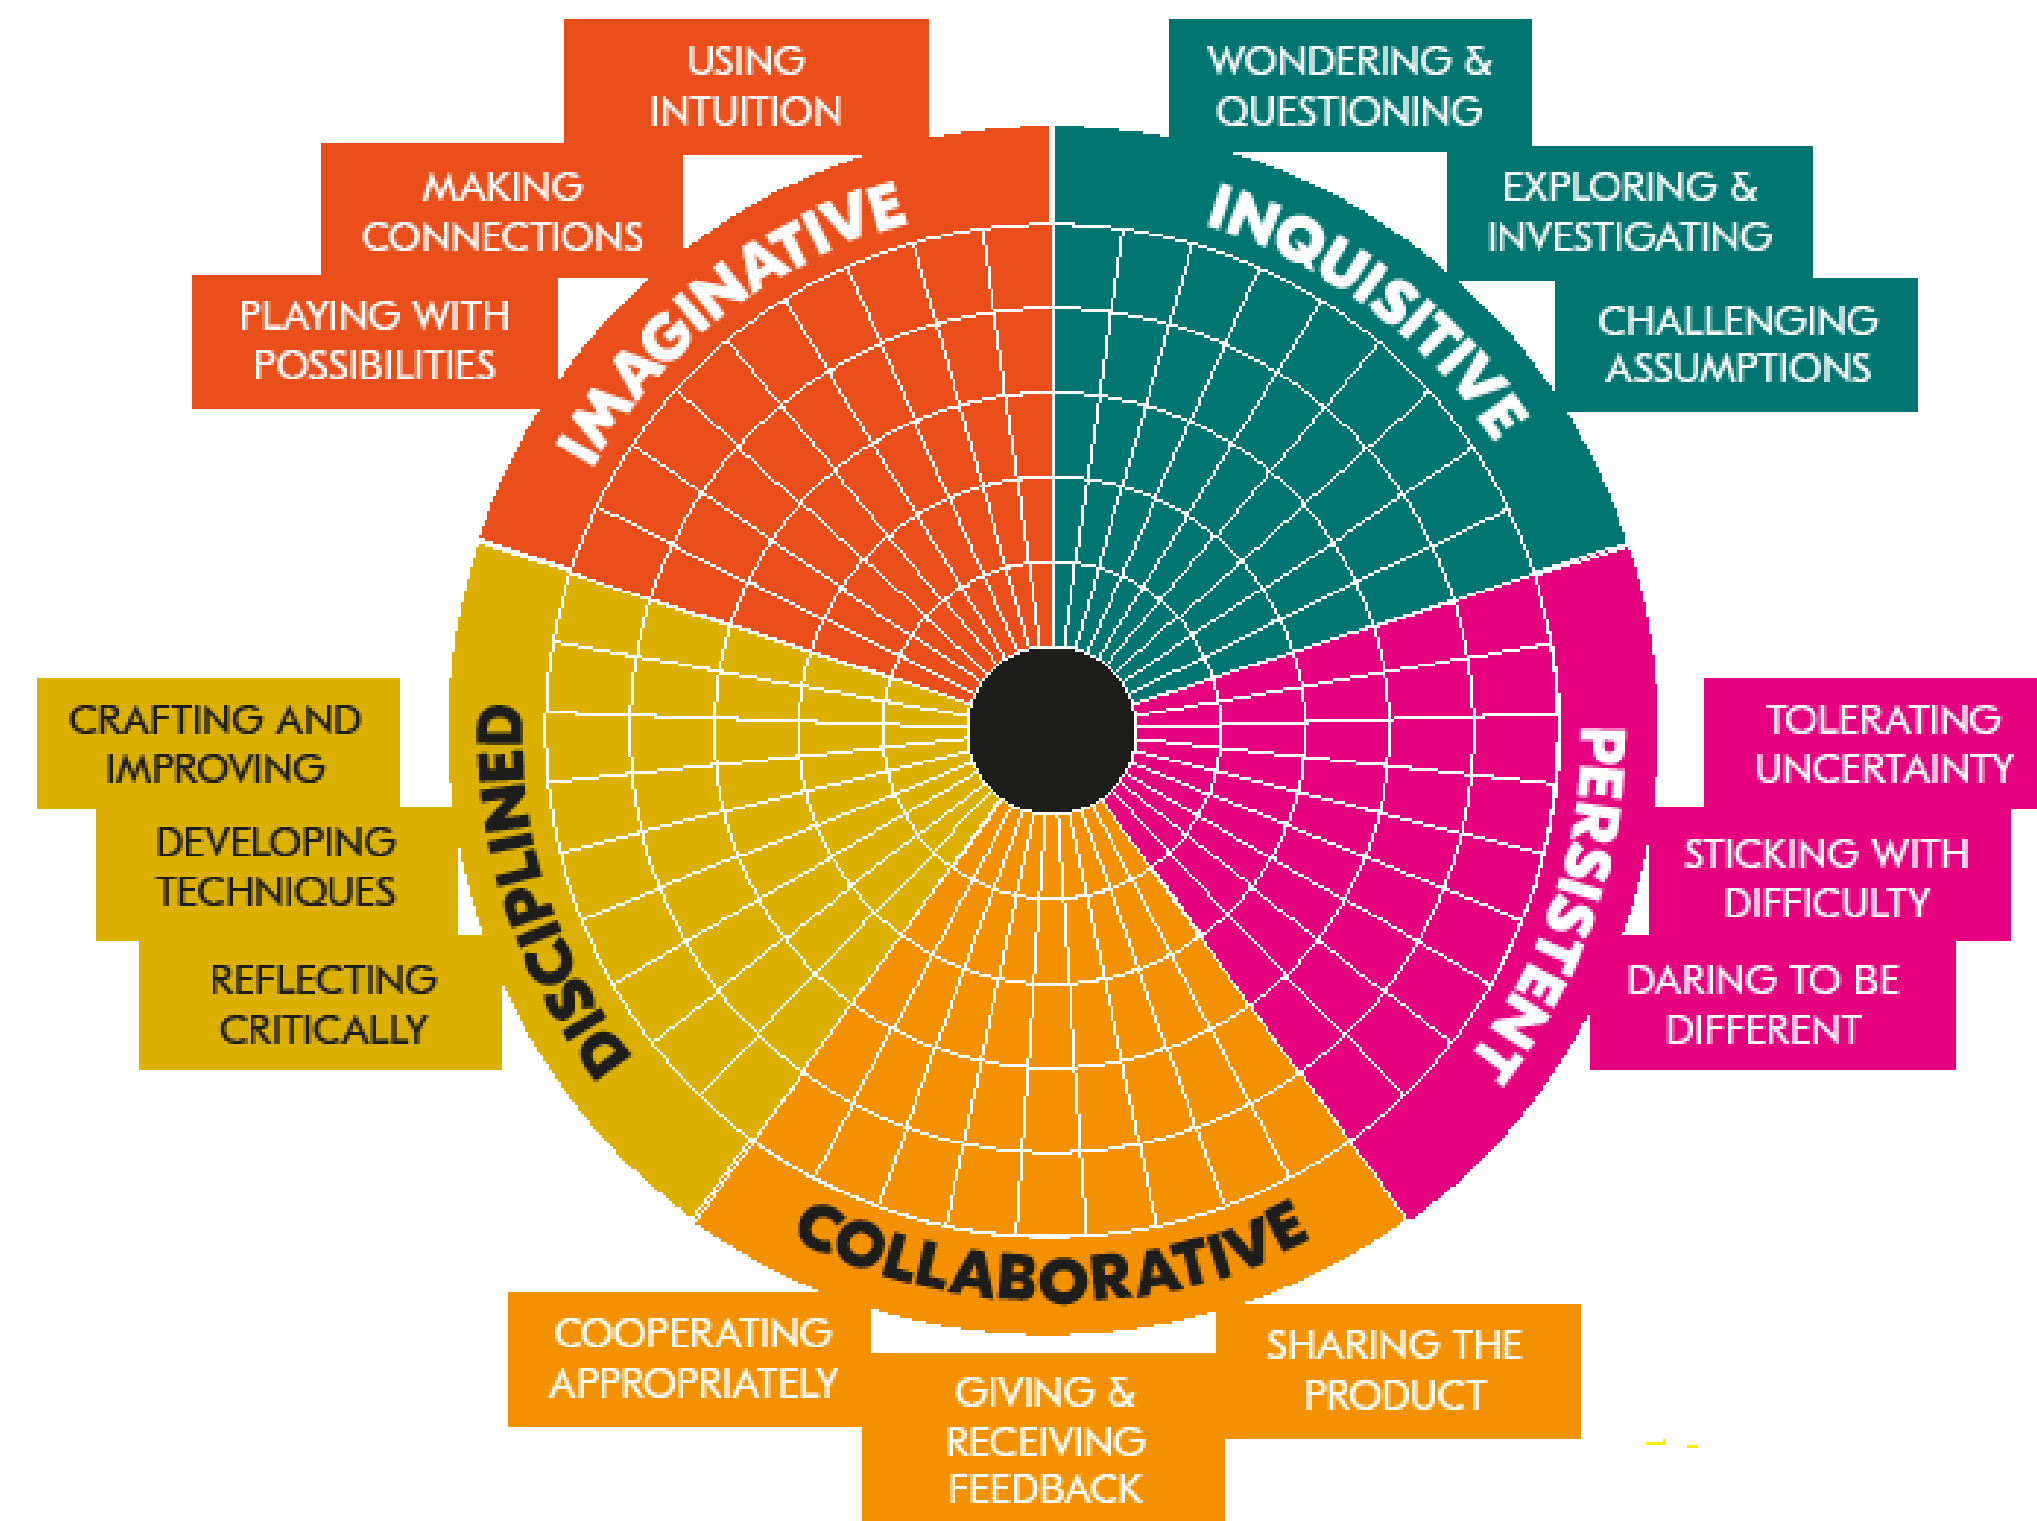 USING
INTUITION
WONDERING &
QUESTIONING
MAKING
CONNECTIONS
EXPLORING &
INVESTIGATING
PLAYING WITH
POSSIBILITIES
CHALLENGING
ASSUMPTIONS
IMAGINATIVE
INQUISITIVE
CRAFTING AND
IMPROVING
DEVELOPING
TECHNIQUES
REFLECTING
CRITICALLY
DISCIPLINED
PERSISTENT
TOLERATING
UNCERTAINTY
STICKING WITH
DIFFICULTY
DARING TO BE
DIFFERENT
COLLABORATIVE
COOPERATING
APPROPRIATELY
GIVING &
RECEIVING
FEEDBACK
SHARING THE
PRODUCT